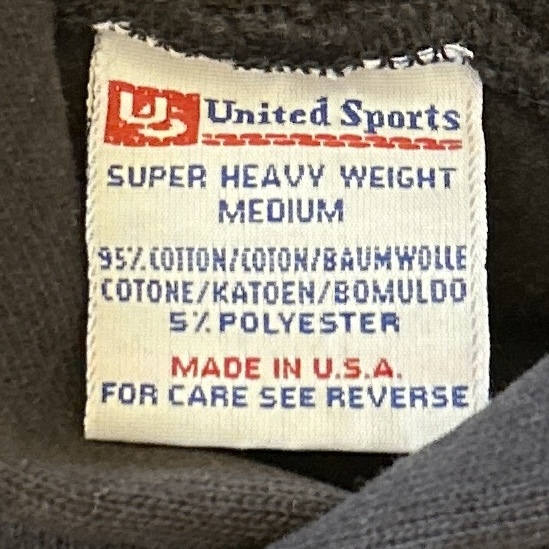 US United Sports
SUPER HEAVY WEIGHT
MEDIUM
95% COTTON/COTON/BAUMWOLLE
COTONE/KATOEN/BOMULDO
5% POLYESTER
MADE IN U.S.A.
FOR CARE SEE REVERSE